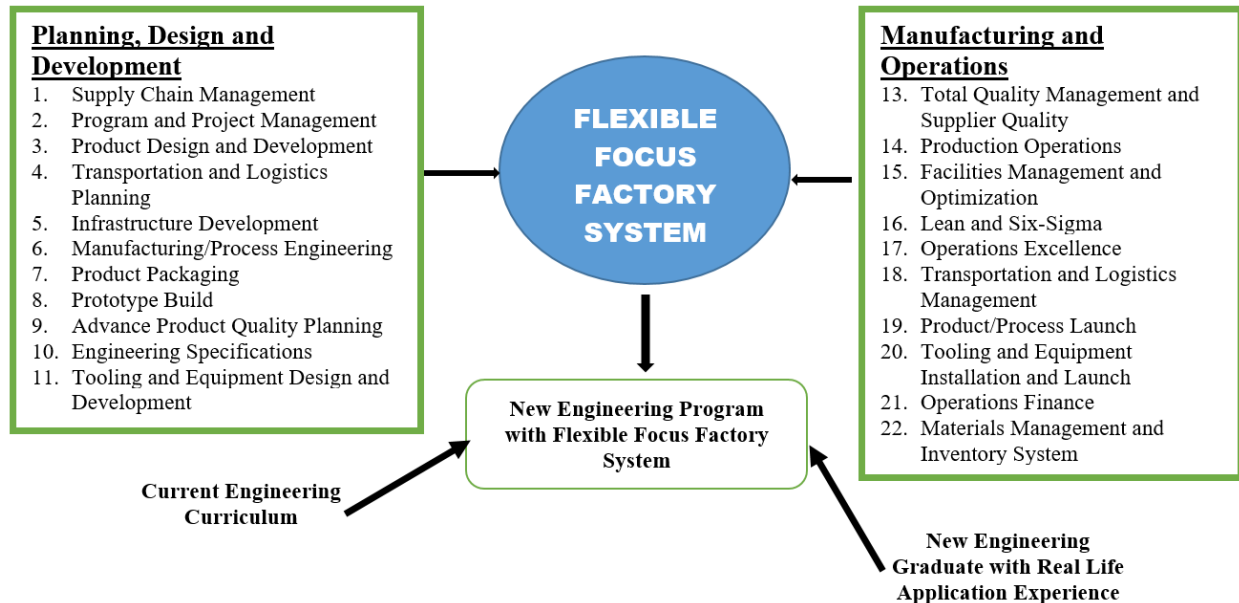 Planning, Design and
Development
1. Supply Chain Management
2. Program and Project Management
3. Product Design and Development
4. Transportation and Logistics
Planning
5. Infrastructure Development
6. Manufacturing/Process Engineering
7. Product Packaging
8. Prototype Build
9. Advance Product Quality Planning
10. Engineering Specifications
11. Tooling and Equipment Design and
Development
FLEXIBLE
FOCUS
FACTORY
SYSTEM
Manufacturing and
Operations
13. Total Quality Management and
Supplier Quality
14. Production Operations
15. Facilities Management and
Optimization
16. Lean and Six-Sigma
17. Operations Excellence
18. Transportation and Logistics
Management
19. Product/Process Launch
20. Tooling and Equipment
Installation and Launch
21. Operations Finance
22. Materials Management and
Inventory System
New Engineering Program
with Flexible Focus Factory
System
Current Engineering
Curriculum
New Engineering
Graduate with Real Life
Application Experience